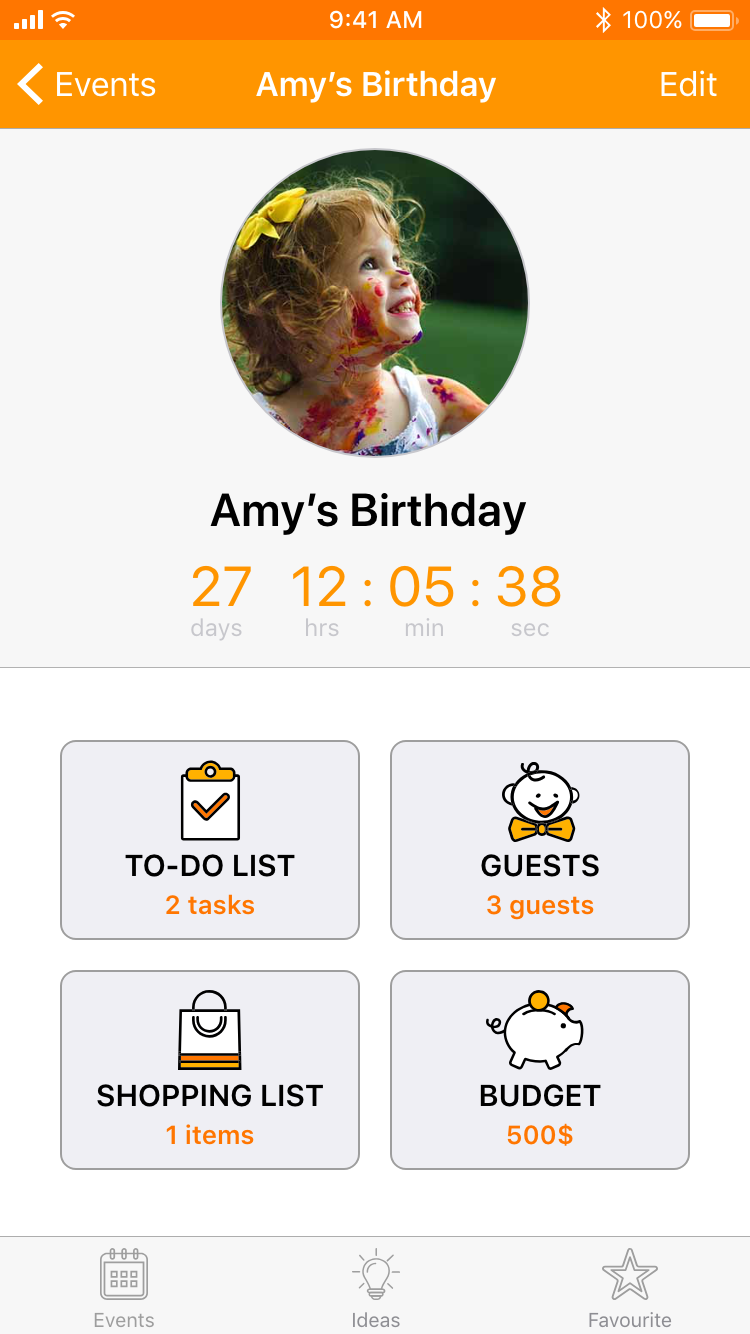 9:41 AM 100%
Events Amy’s Birthday Edit
Amy’s Birthday
27 12 : 05 : 38
days hrs min sec
TO-DO LIST
2 tasks
GUESTS
3 guests
SHOPPING LIST
1 items
BUDGET
500$
Events Ideas Favourite